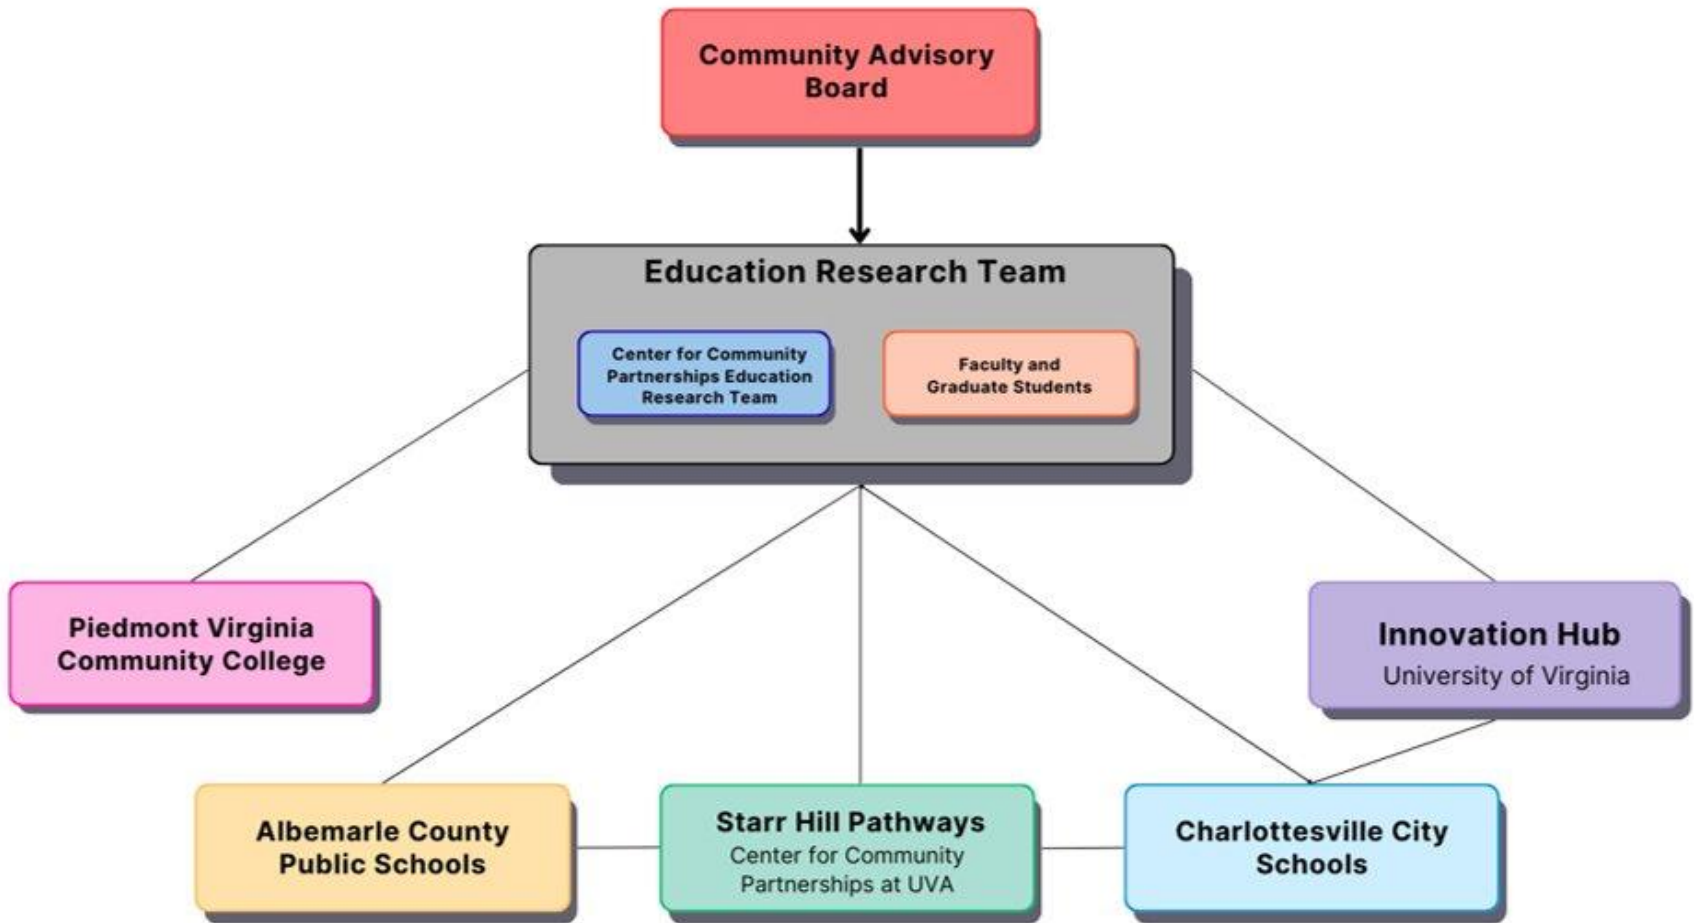 Community Advisory
Board
Education Research Team
Center for Community
Partnerships Education
Research Team
Faculty and
Graduate Students
Piedmont Virginia
Community College
Innovation Hub
University of Virginia
Albemarle County
Public Schools
Starr Hill Pathways
Center for Community
Partnerships at UVA
Charlottesville City
Schools